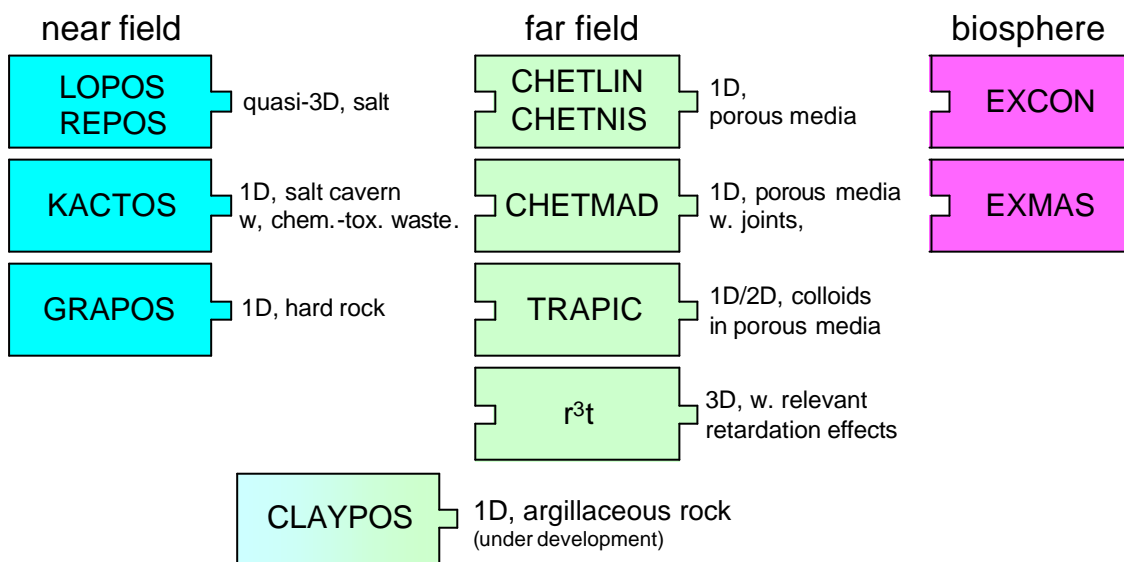 near field
far field
biosphere
LOPOS
REPOS
quasi-3D, salt
CHETLIN
CHETNIS
1D,
porous media
EXCON
KACTOS
1D, salt cavern
w, chem.-tox. waste.
CHETMAD
1D, porous media
w. joints,
EXMAS
GRAPOS
1D, hard rock
TRAPIC
1D/2D, colloids
in porous media
r³t
3D, w. relevant
retardation effects
CLAYPOS
1D, argillaceous rock
(under development)